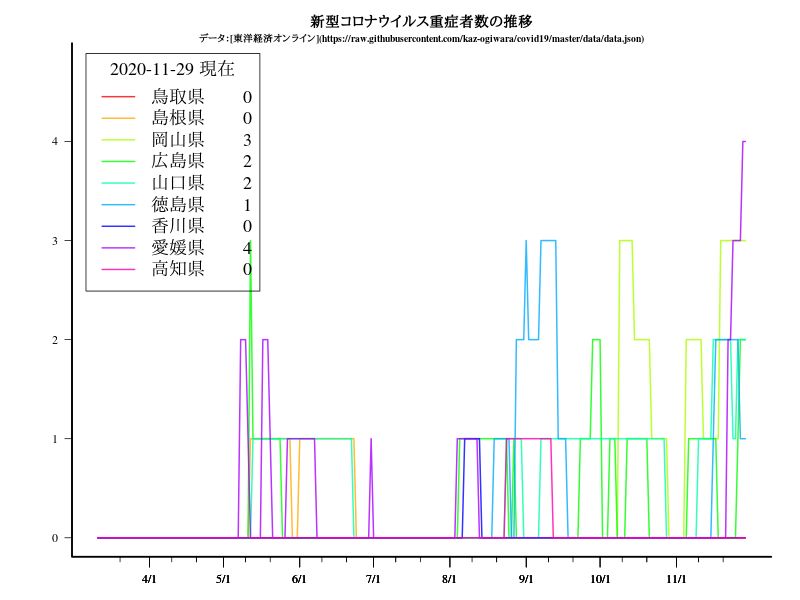 新型コロナウイルス重症者数の推移
データ:[東洋経済オンライン](https://raw.githubusercontent.com/kaz-ogiwara/covid19/master/data/data.json)
2020-11-29 現在
鳥取県 0
島根県 0
岡山県 3
広島県 2
山口県 2
徳島県 1
香川県 0
愛媛県 4
高知県 0
4
3
2
1
0
4/1 5/1 6/1 7/1 8/1 9/1 10/1 11/1